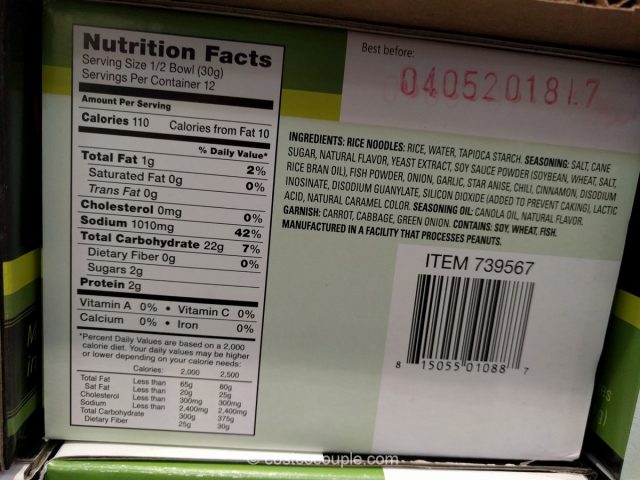 Nutrition Facts
Serving Size 1/2 Bowl (30g)
Servings Per Container 12
Amount Per Serving
Calories 110 Calories from Fat 10
% Daily Value*
Total Fat 1g 2%
Saturated Fat 0g 0%
Trans Fat 0g
Cholesterol 0mg 0%
Sodium 1010mg 42%
Total Carbohydrate 22g 7%
Dietary Fiber 0g 0%
Sugars 2g
Protein 2g
Vitamin A 0% • Vitamin C 0%
Calcium 0% • Iron 0%
*Percent Daily Values are based on a 2,000
calorie diet. Your daily values may be higher
or lower depending on your calorie needs:
Calories: 2,000 2,500
Total Fat Less than 65g 80g
Sat Fat Less than 20g 25g
Cholesterol Less than 300mg 300mg
Sodium Less than 2,400mg 2,400mg
Total Carbohydrate 300g 375g
Dietary Fiber 25g 30g
Best before:
04052018L7
INGREDIENTS: RICE NOODLES: RICE, WATER, TAPIOCA STARCH. SEASONING: SALT, CANE
SUGAR, NATURAL FLAVOR, YEAST EXTRACT, SOY SAUCE POWDER (SOYBEAN, WHEAT, SALT,
RICE BRAN OIL), FISH POWDER, ONION, GARLIC, STAR ANISE, CHILI, CINNAMON, DISODIUM
INOSINATE, DISODIUM GUANYLATE, SILICON DIOXIDE (ADDED TO PREVENT CAKING), LACTIC
ACID, NATURAL CARAMEL COLOR. SEASONING OIL: CANOLA OIL, NATURAL FLAVOR.
GARNISH: CARROT, CABBAGE, GREEN ONION. CONTAINS: SOY, WHEAT, FISH.
MANUFACTURED IN A FACILITY THAT PROCESSES PEANUTS.
ITEM 739567
8 15055 01088 7
© costcocouple.com